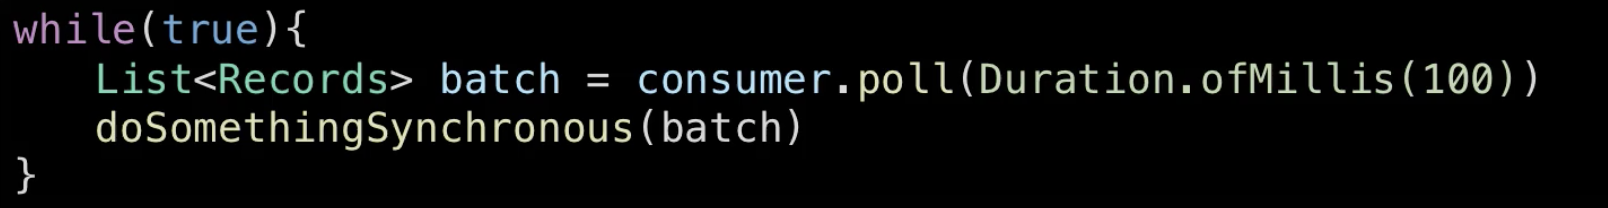 while(true){
   List<Records> batch = consumer.poll(Duration.ofMillis(100))
   doSomethingSynchronous(batch)
}